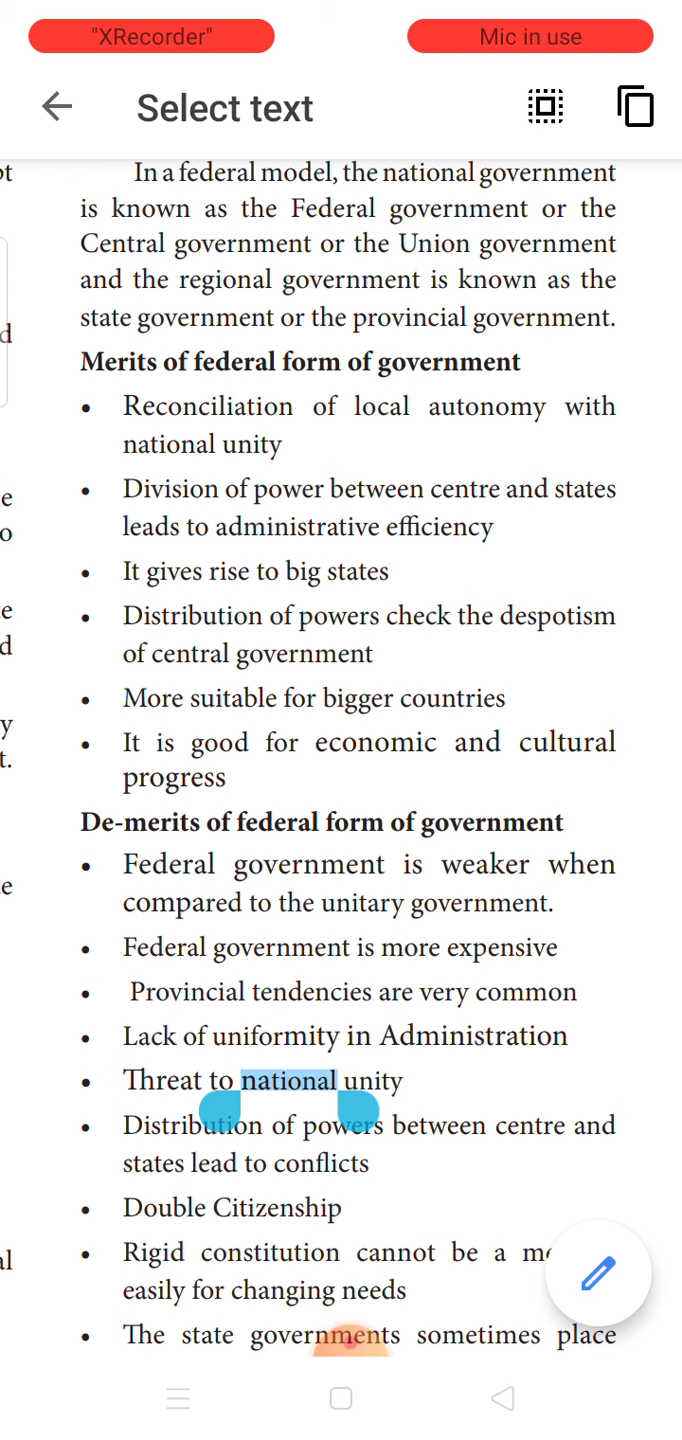 "XRecorder"
Mic in use
Select text
In a federal model, the national government
is known as the Federal government or the
Central government or the Union government
and the regional government is known as the
state government or the provincial government.
Merits of federal form of government
• Reconciliation of local autonomy with
national unity
• Division of power between centre and states
leads to administrative efficiency
• It gives rise to big states
• Distribution of powers check the despotism
of central government
• More suitable for bigger countries
• It is good for economic and cultural
progress
De-merits of federal form of government
• Federal government is weaker when
compared to the unitary government.
• Federal government is more expensive
• Provincial tendencies are very common
• Lack of uniformity in Administration
• Threat to national unity
• Distribution of powers between centre and
states lead to conflicts
• Double Citizenship
• Rigid constitution cannot be a
easily for changing needs
• The state governments sometimes place